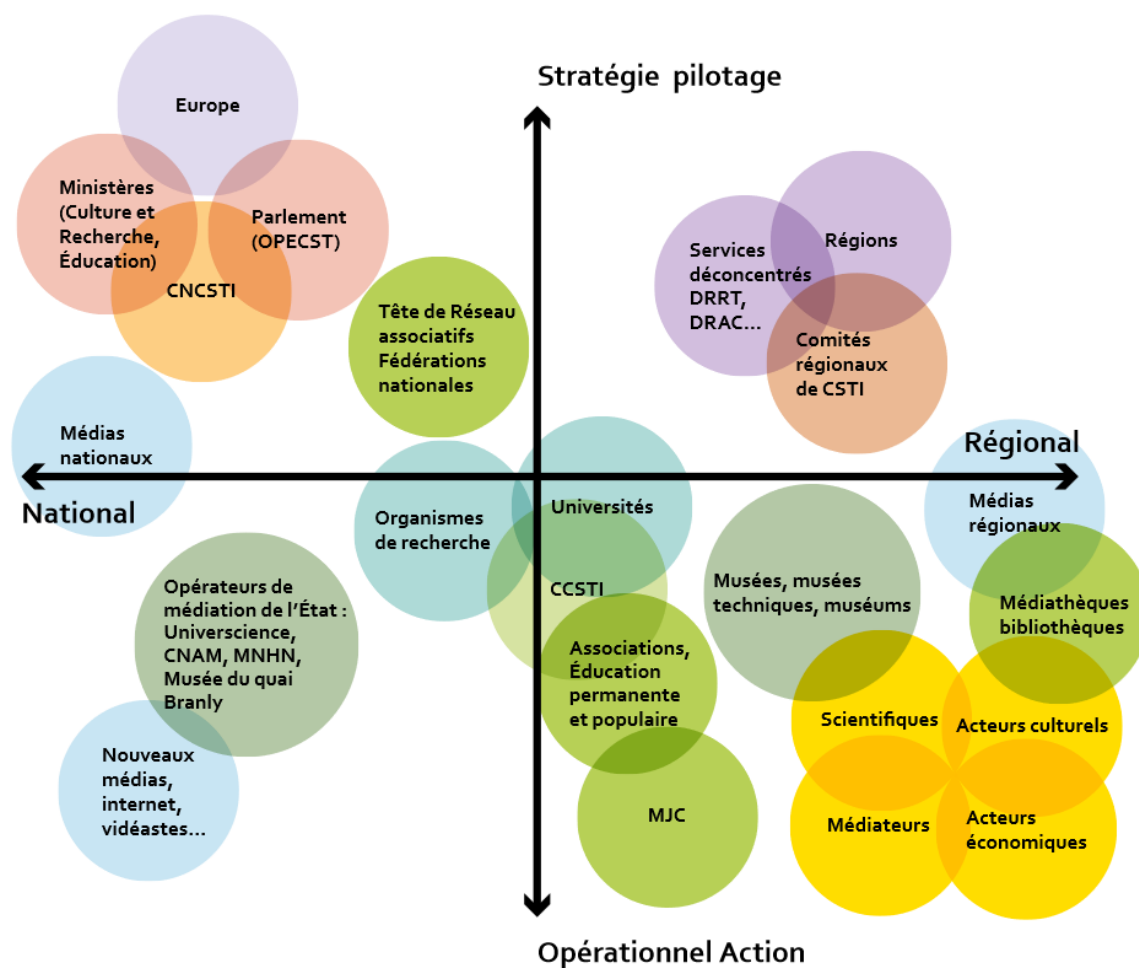 Stratégie pilotage
Europe
Ministères
(Culture et
Recherche,
Éducation)
Parlement
(OPECST)
CNCSTI
Tête de Réseau
associatifs
Fédérations
nationales
Services
déconcentrés
DRRT,
DRAC...
Régions
Comités
régionaux
de CSTI
Médias
nationaux
Régional
National
Organismes
de recherche
Universités
Médias
régionaux
CCSTI
Musées, musées
techniques, muséums
Médiathèques
bibliothèques
Opérateurs de
médiation de l’État :
Universcience,
CNAM, MNHN,
Musée du quai
Branly
Associations,
Éducation
permanente
et populaire
Scientifiques
Acteurs culturels
Nouveaux
médias,
internet,
vidéastes...
MJC
Médiateurs
Acteurs
économiques
Opérationnel Action